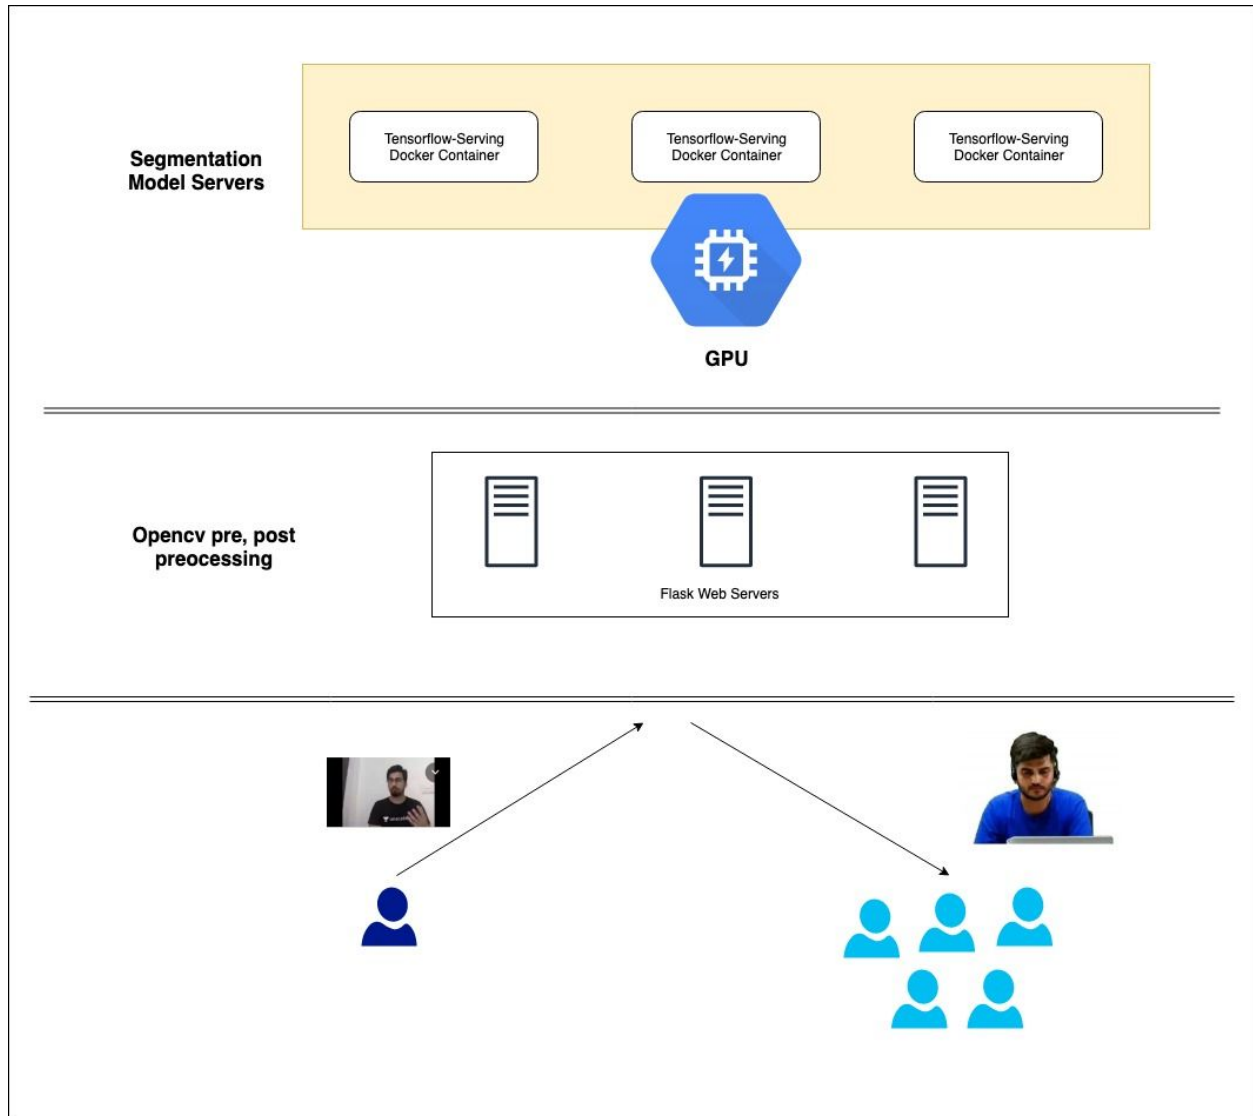 Segmentation
Model Servers
Tensorflow-Serving
Docker Container
Tensorflow-Serving
Docker Container
Tensorflow-Serving
Docker Container
GPU
Opencv pre, post
preocessing
Flask Web Servers